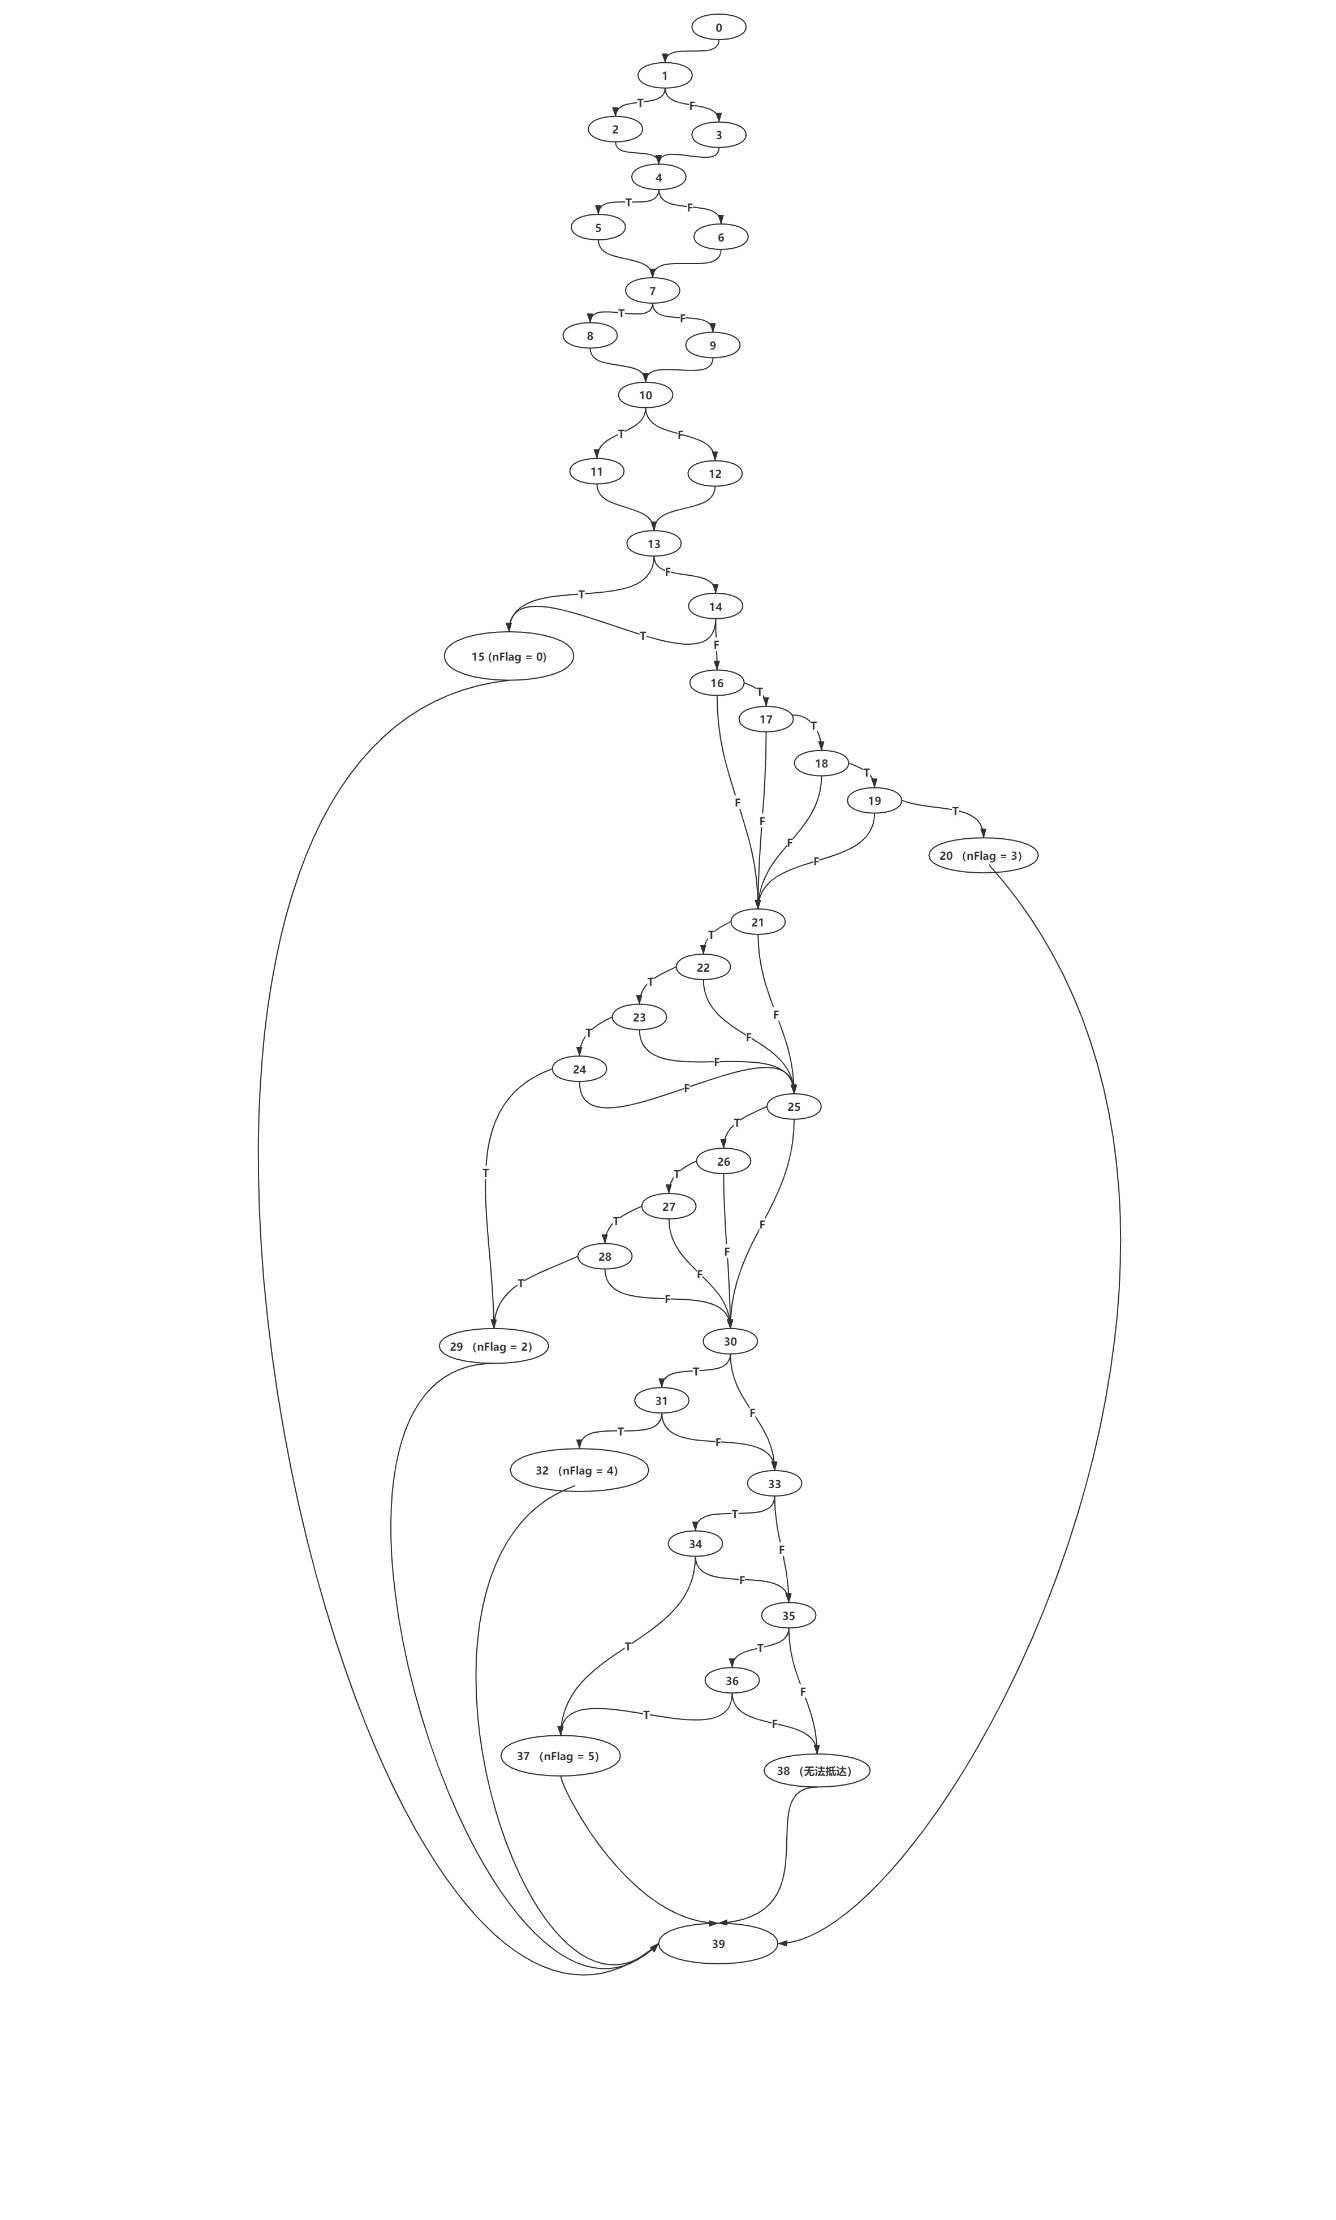 0
1
T
F
2
3
4
T
F
5
6
7
T
F
8
9
10
T
F
11
12
13
F
T
14
T
F
15 (nFlag = 0)
16
T
17
T
18
T
19
T
F
F
F
20 （nFlag = 3）
F
21
T
22
T
F
23
T
F
F
24
F
25
T
26
T
T
27
T
F
28
F
F
T
F
29 （nFlag = 2）
30
T
31
F
T
F
32 （nFlag = 4）
33
T
34
F
F
35
T
T
36
F
T
F
37 （nFlag = 5）
38 （无法抵达）
39